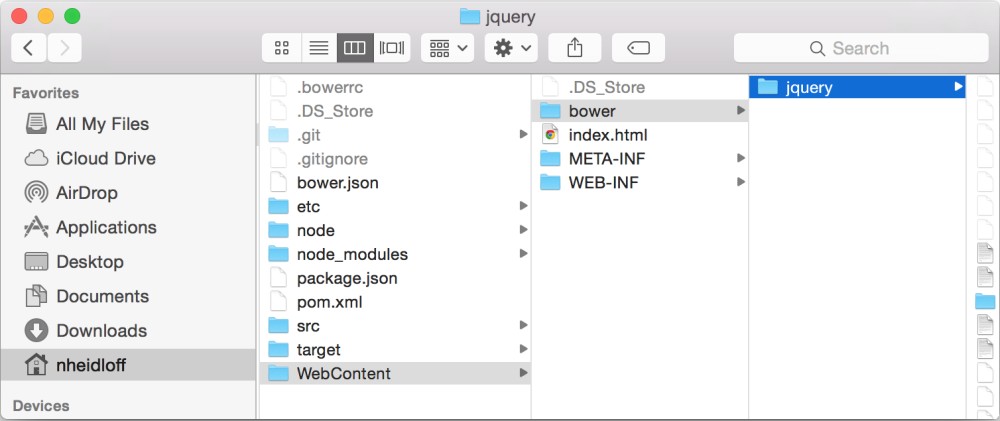 jquery
Search
Favorites
All My Files
iCloud Drive
AirDrop
Applications
Desktop
Documents
Downloads
nheidloff
Devices
.bowerrc
.DS_Store
.git
.gitignore
bower.json
etc
node
node_modules
package.json
pom.xml
src
target
WebContent
.DS_Store
bower
index.html
META-INF
WEB-INF
jquery